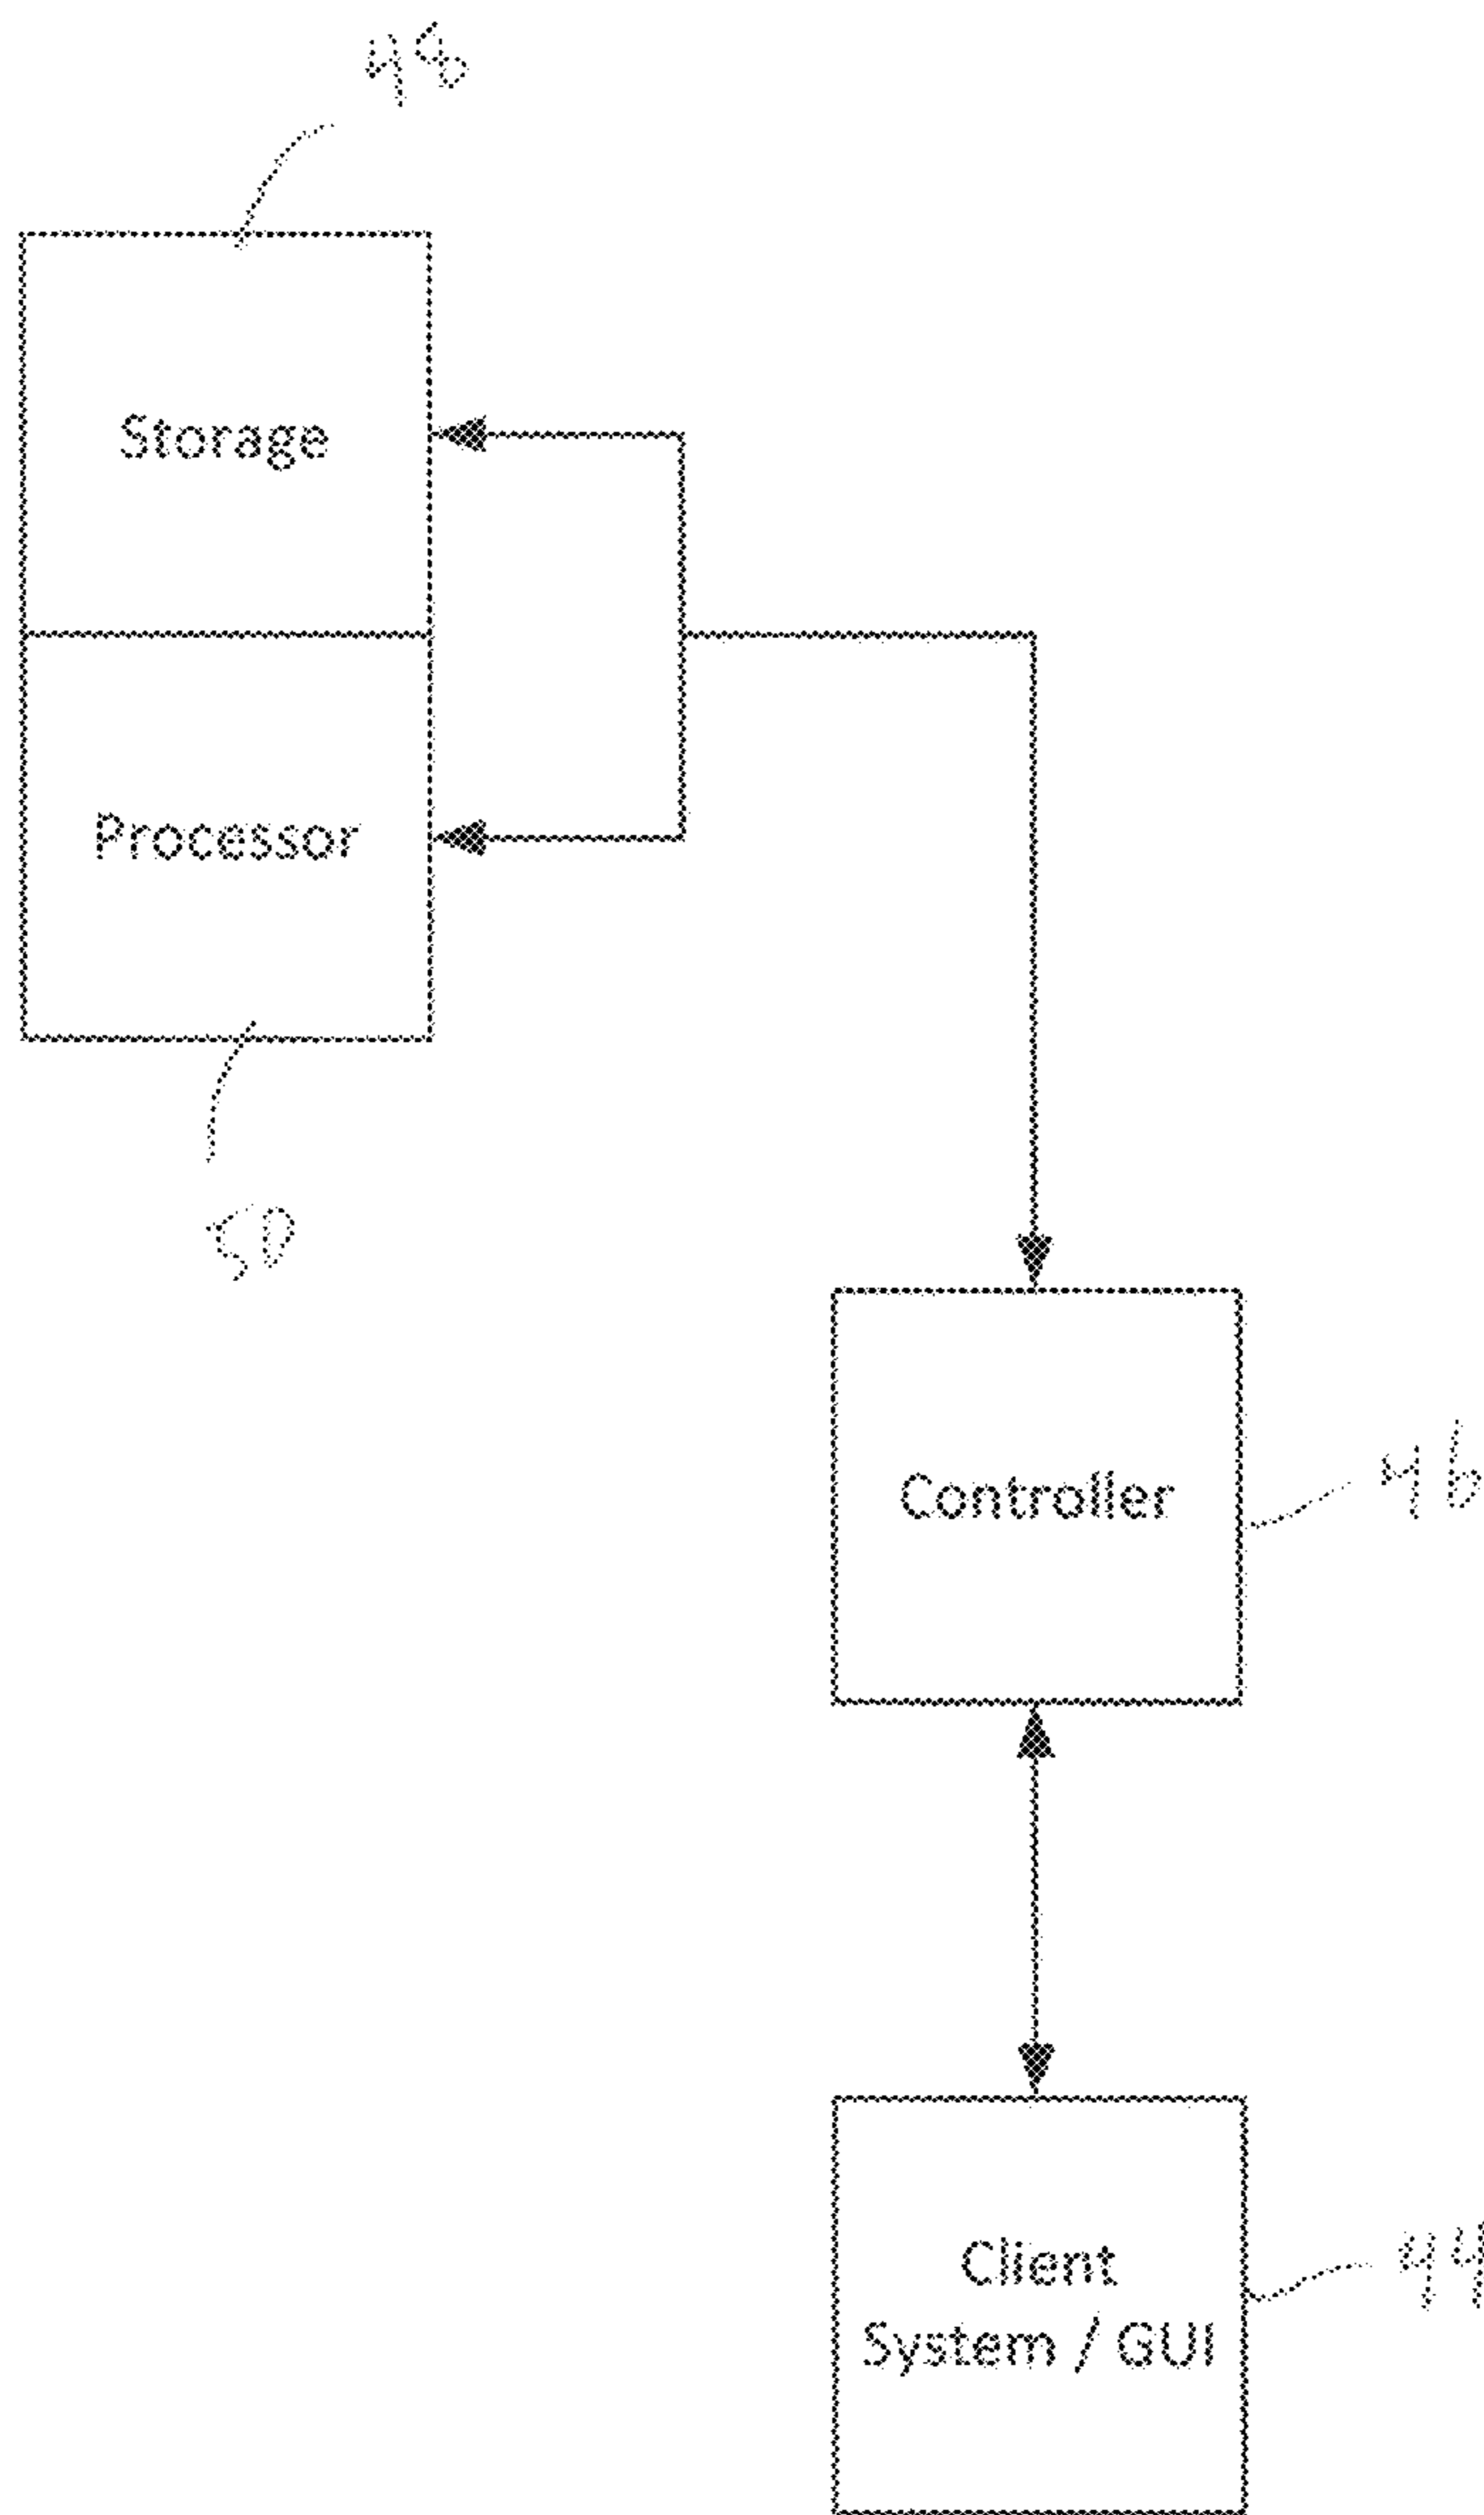 48
Storage
Processor
50
Controller
46
Client
System / GUI
44